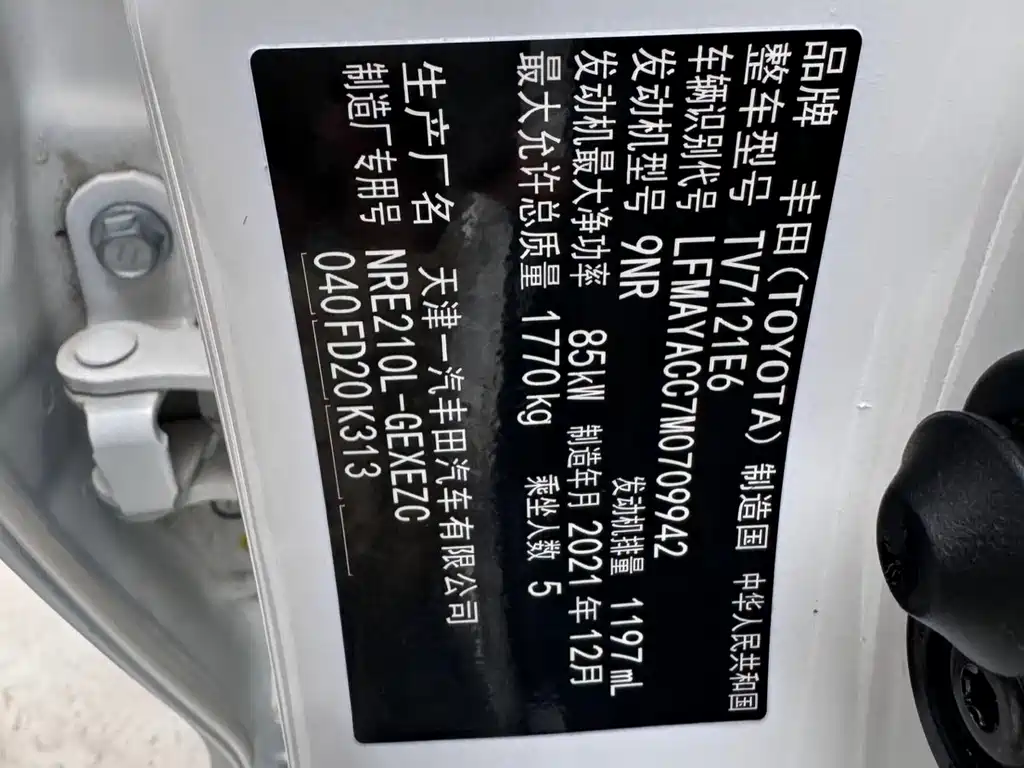 品牌 丰田(TOYOTA) 制造国 中华人民共和国
整车型号 TV7121E6
车辆识别代号 LFMAYACC7M0709942
发动机型号 9NR 发动机排量 1197mL
发动机最大净功率 85kW 制造年月 2021年12月
最大允许总质量 1770kg 乘坐人数 5
生产厂名 天津一汽丰田汽车有限公司
制造厂专用号 NRE210L-GEXEZC
040FD20K313